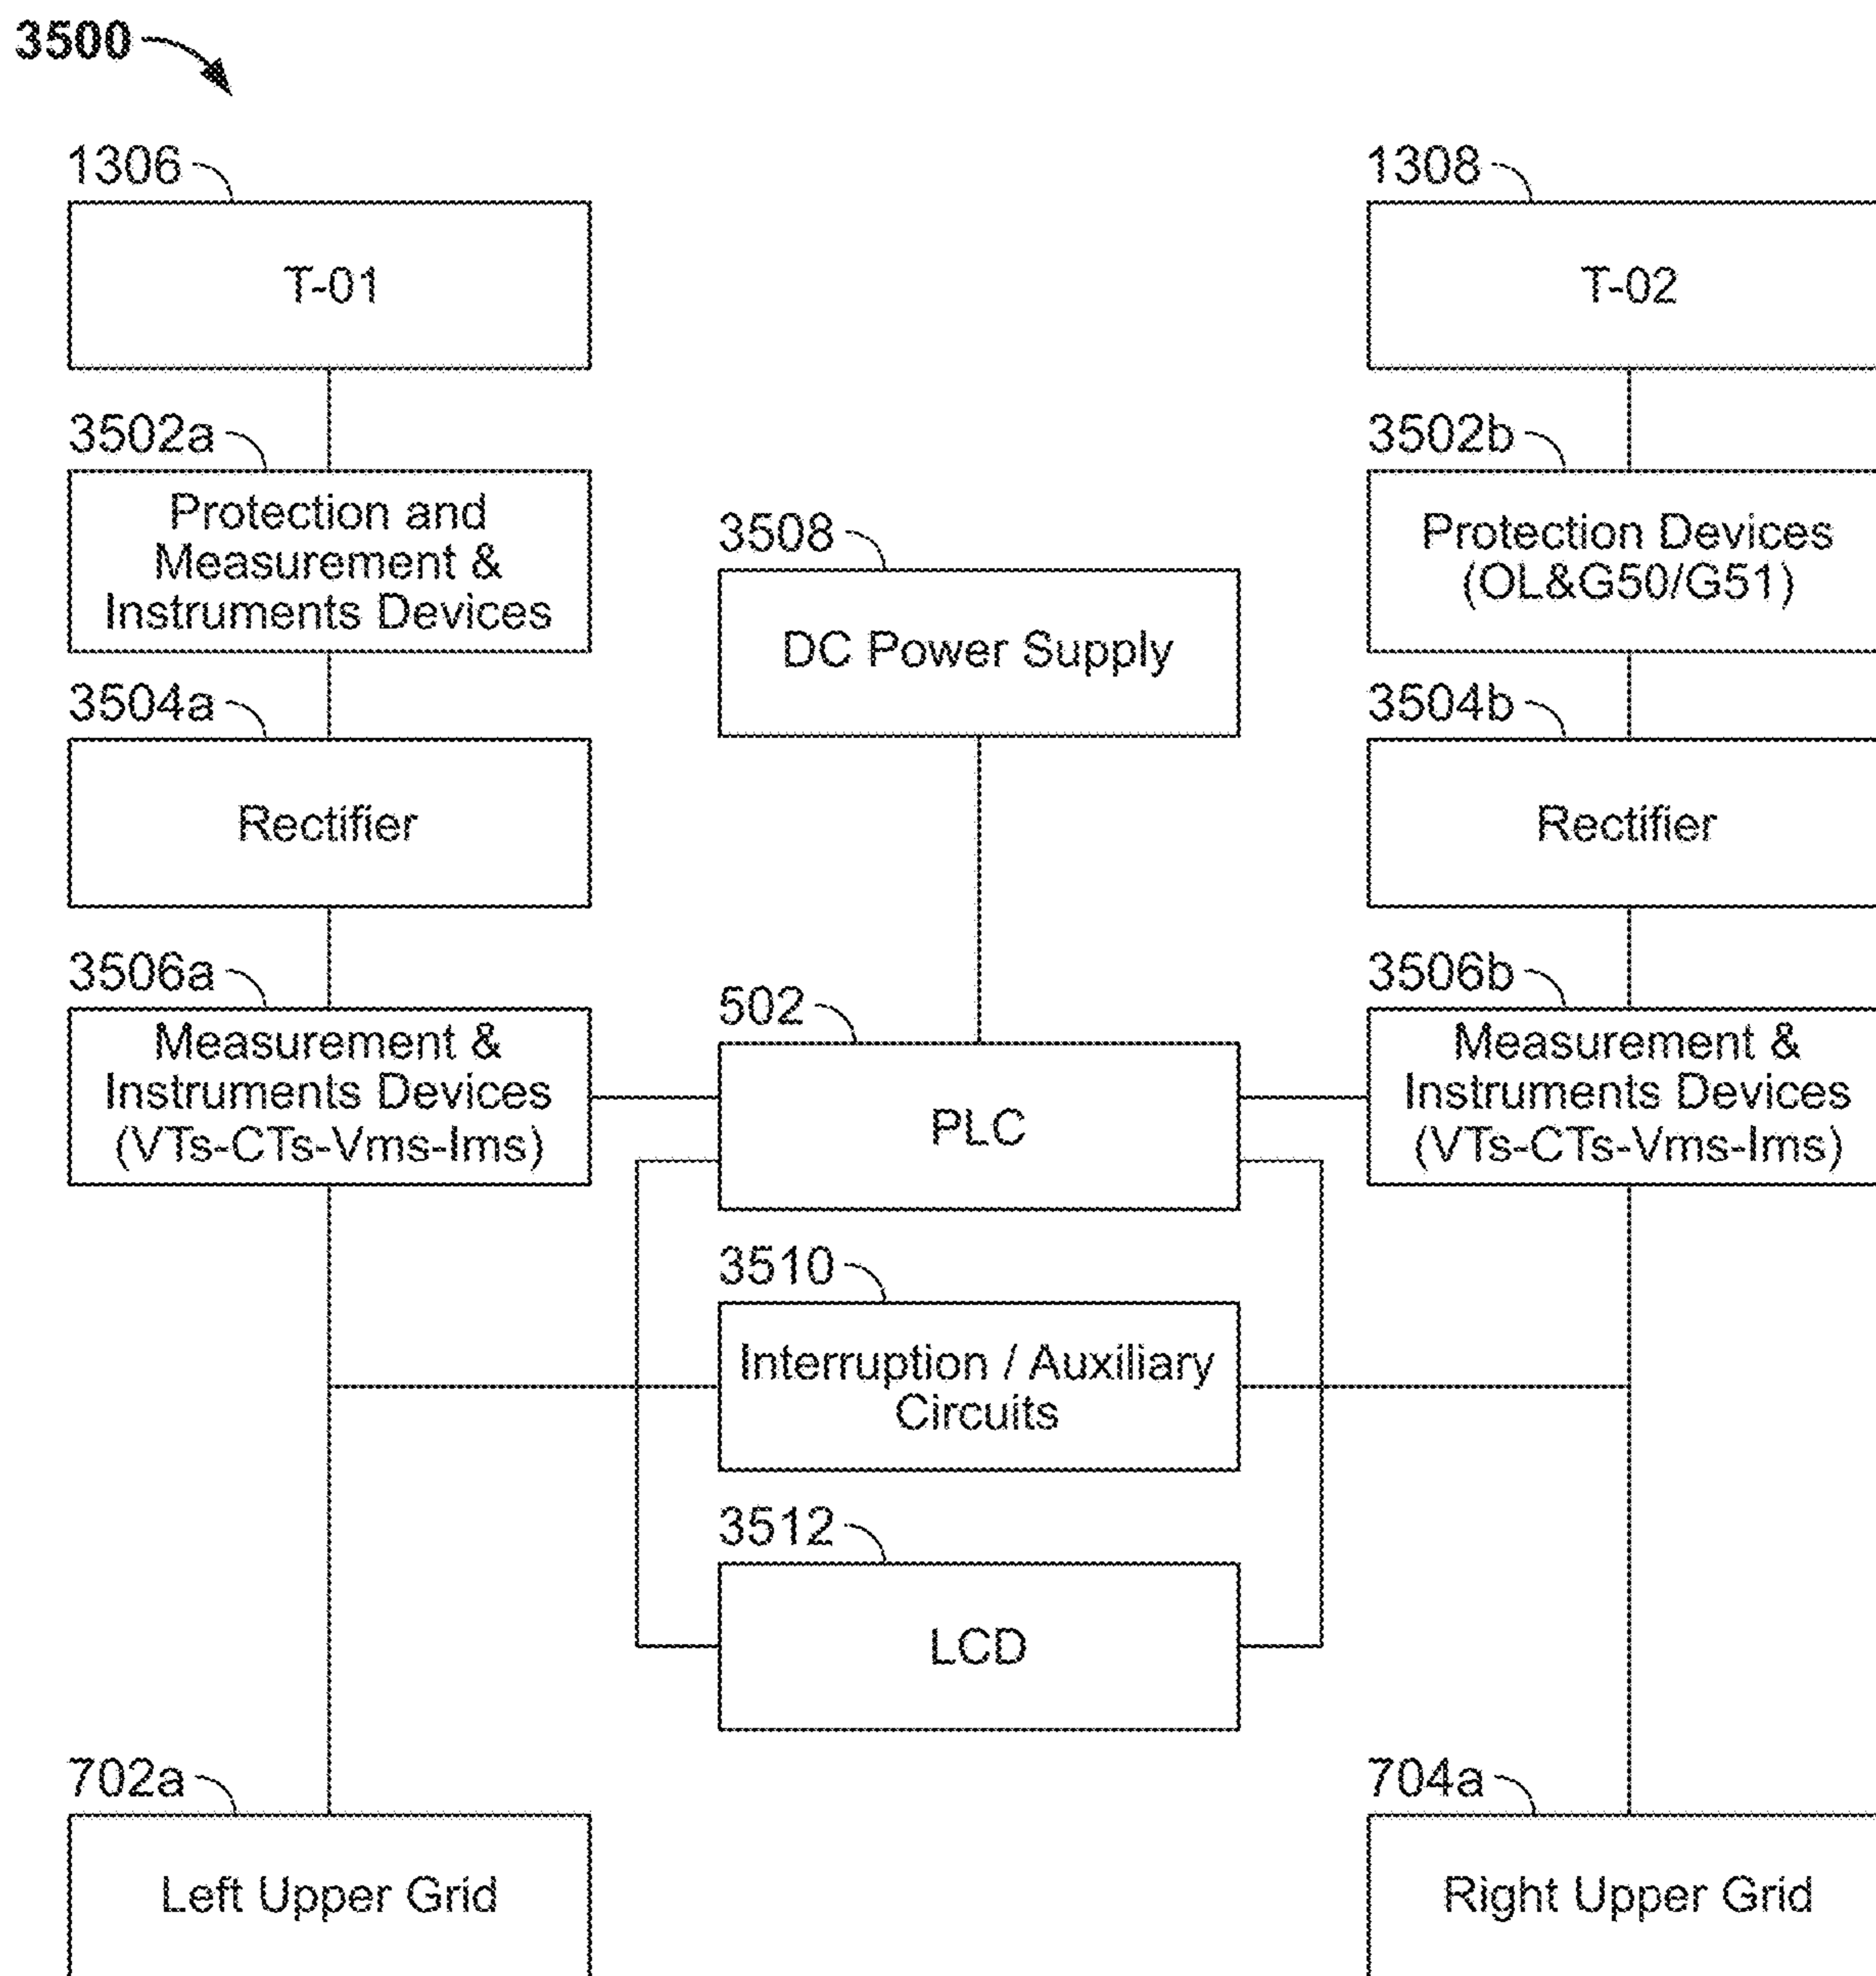 3500
1306
T-01
1308
T-02
3502a
Protection and
Measurement &
Instruments Devices
3502b
Protection Devices
(OL&G50/G51)
3508
DC Power Supply
3504a
Rectifier
3504b
Rectifier
3506a
Measurement &
Instruments Devices
(VTs-CTs-Vms-Ims)
502
PLC
3506b
Measurement &
Instruments Devices
(VTs-CTs-Vms-Ims)
3510
Interruption / Auxiliary
Circuits
3512
LCD
702a
Left Upper Grid
704a
Right Upper Grid